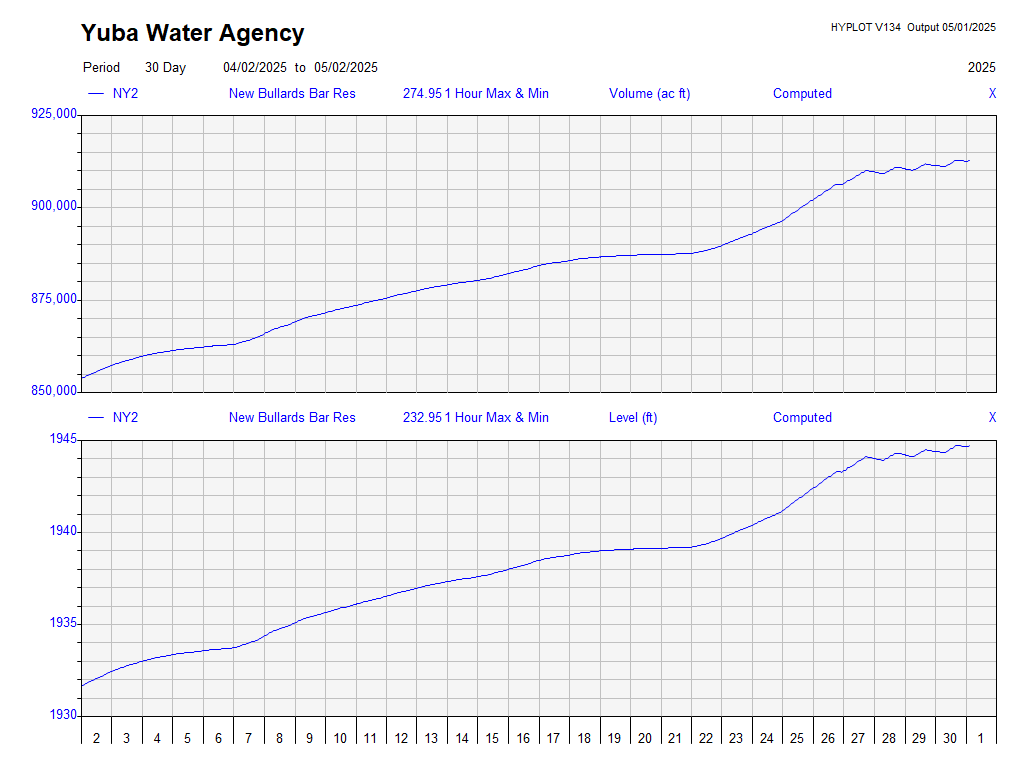 Yuba Water Agency
HYPLOT V134 Output 05/01/2025
Period 30 Day 04/02/2025 to 05/02/2025 2025
NY2 New Bullards Bar Res 274.95 1 Hour Max & Min Volume (ac ft) Computed X
925,000
900,000
875,000
850,000
NY2 New Bullards Bar Res 232.95 1 Hour Max & Min Level (ft) Computed X
1945
1940
1935
1930
2 3 4 5 6 7 8 9 10 11 12 13 14 15 16 17 18 19 20 21 22 23 24 25 26 27 28 29 30 1